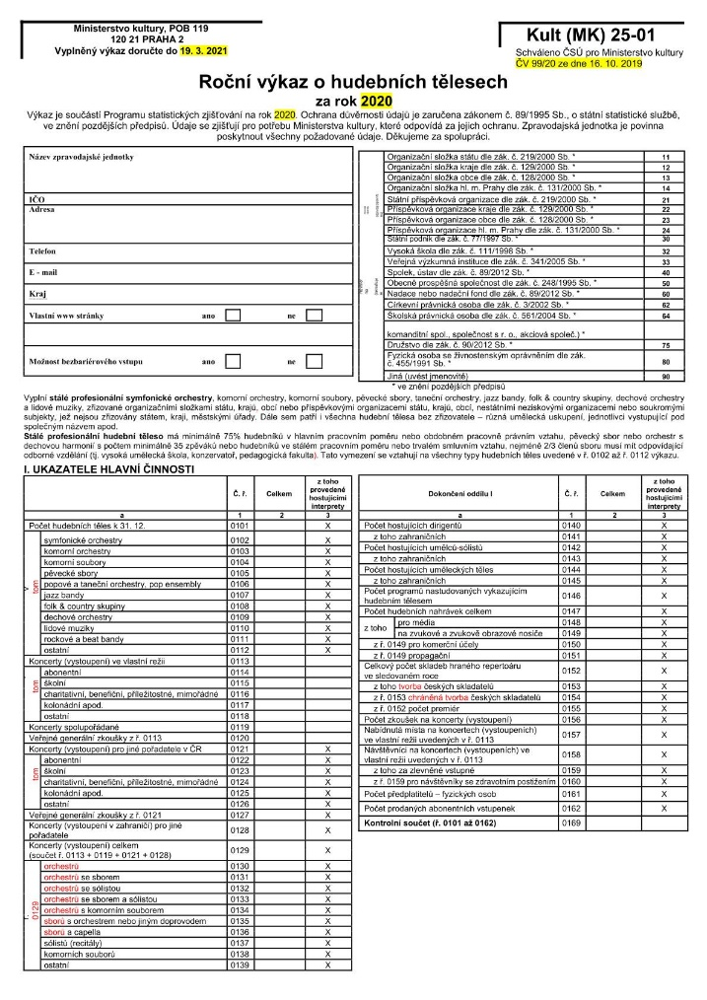 Ministerstvo kultury, POB 119
120 21 PRAHA 2
Vyplněný výkaz doručte do 19. 3. 2021
Kult (MK) 25-01
Schváleno ČSÚ pro Ministerstvo kultury
ČV 99/20 ze dne 16. 10. 2019
Roční výkaz o hudebních tělesech
za rok 2020
Výkaz je součástí Programu statistických zjišťování na rok 2020. Ochrana důvěrnosti údajů je zaručena zákonem č. 89/1995 Sb., o státní statistické službě,
ve znění pozdějších předpisů. Údaje se zjišťují pro potřebu Ministerstva kultury, které odpovídá za jejich ochranu. Zpravodajská jednotka je povinna
poskytnout všechny požadované údaje. Děkujeme za spolupráci.
Název zpravodajské jednotky
IČO
Adresa
Telefon
E - mail
Kraj
Vlastní www stránky ano ne
Možnost bezbariérového vstupu ano ne
Organizační složka státu dle zák. č. 219/2000 Sb. * 11
Organizační složka kraje dle zák. č. 129/2000 Sb. * 12
Organizační složka obce dle zák. č. 128/2000 Sb. * 13
Organizační složka hl. m. Prahy dle zák. č. 131/2000 Sb. * 14
Státní příspěvková organizace dle zák. č. 219/2000 Sb. * 21
Příspěvková organizace kraje dle zák. č. 129/2000 Sb. * 22
Příspěvková organizace obce dle zák. č. 128/2000 Sb. * 23
Příspěvková organizace hl. m. Prahy dle zák. č. 131/2000 Sb. * 24
Státní podnik dle zák. č. 77/1997 Sb. * 30
Vysoká škola dle zák. č. 111/1998 Sb. * 32
Veřejná výzkumná instituce dle zák. č. 341/2005 Sb. * 33
Spolek, ústav dle zák. č. 89/2012 Sb. * 40
Obecně prospěšná společnost dle zák. č. 248/1995 Sb. * 50
Nadace nebo nadační fond dle zák. č. 89/2012 Sb. * 60
Církevní právnická osoba dle zák. č. 3/2002 Sb. * 62
Školská právnická osoba dle zák. č. 561/2004 Sb. * 64
komanditní spol., společnost s r. o., akciová společ.) *
Družstvo dle zák. č. 90/2012 Sb. * 75
Fyzická osoba se živnostenským oprávněním dle zák.
č. 455/1991 Sb. * 80
Jiná (uvést jmenovitě) 90
* ve znění pozdějších předpisů
Vyplní stálé profesionální symfonické orchestry, komorní orchestry, komorní soubory, pěvecké sbory, taneční orchestry, jazz bandy, folk & country skupiny, dechové orchestry
a lidové muziky, zřizované organizačními složkami státu, krajů, obcí nebo příspěvkovými organizacemi státu, krajů, obcí, nestátními neziskovými organizacemi nebo soukromými
subjekty, jež nejsou zřizovány státem, kraji, městskými úřady. Dále sem patří i všechna hudební tělesa bez zřizovatele – různá umělecká uskupení, jednotlivci vystupující pod
společným názvem apod.
Stálé profesionální hudební těleso má minimálně 75% hudebníků v hlavním pracovním poměru nebo obdobném pracovně právním vztahu, pěvecký sbor nebo orchestr s
dechovou harmonií s počtem minimálně 35 zpěváků nebo hudebníků ve stálém pracovním poměru nebo trvalém smluvním vztahu, nejméně 2/3 členů sboru musí mít odpovídající
odborné vzdělání (tj. vysoká umělecká škola, konzervatoř, pedagogická fakulta). Tato vymezení se vztahují na všechny typy hudebních těles uvedené v ř. 0102 až ř. 0112 výkazu.
I. UKAZATELE HLAVNÍ ČINNOSTI
Č. ř. Celkem z toho provedené hostujícími interprety
a 1 2 3
Počet hudebních těles k 31. 12. 0101 X
v tom
symfonické orchestry 0102 X
komorní orchestry 0103 X
komorní soubory 0104 X
pěvecké sbory 0105 X
popové a taneční orchestry, pop ensembly 0106 X
jazz bandy 0107 X
folk & country skupiny 0108 X
dechové orchestry 0109 X
lidové muziky 0110 X
rockové a beat bandy 0111 X
ostatní 0112 X
Koncerty (vystoupení) ve vlastní režii 0113
tom
abonentní 0114
školní 0115
charitativní, benefiční, příležitostné, mimořádné 0116
kolonádní apod. 0117
ostatní 0118
Koncerty spolupořádané 0119
Veřejné generální zkoušky z ř. 0113 0120
Koncerty (vystoupení) pro jiné pořadatele v ČR 0121 X
tom
abonentní 0122 X
školní 0123 X
charitativní, benefiční, příležitostné, mimořádné 0124 X
kolonádní apod. 0125 X
ostatní 0126 X
Veřejné generální zkoušky z ř. 0121 0127 X
Koncerty (vystoupení v zahraničí) pro jiné
pořadatele 0128 X
Koncerty (vystoupení) celkem
(součet ř. 0113 + 0119 + 0121 + 0128) 0129 X
ř. 0129
orchestrů 0130 X
orchestrů se sborem 0131 X
orchestrů se sólistou 0132 X
orchestrů se sborem a sólistou 0133 X
orchestrů s komorním souborem 0134 X
sborů s orchestrem nebo jiným doprovodem 0135 X
sborů a capella 0136 X
sólistů (recitály) 0137 X
komorních souborů 0138 X
ostatní 0139 X
Dokončení oddílu I Č. ř. Celkem z toho provedené hostujícími interprety
a 1 2 3
Počet hostujících dirigentů 0140 X
z toho zahraničních 0141 X
Počet hostujících umělců-sólistů 0142 X
z toho zahraničních 0143 X
Počet hostujících uměleckých těles 0144 X
z toho zahraničních 0145 X
Počet programů nastudovaných vykazujícím
hudebním tělesem 0146 X
Počet hudebních nahrávek celkem 0147 X
z toho
pro média 0148 X
na zvukové a zvukově obrazové nosiče 0149 X
z ř. 0149 pro komerční účely 0150 X
z ř. 0149 propagační 0151 X
Celkový počet skladeb hraného repertoáru
ve sledovaném roce 0152 X
z toho tvorba českých skladatelů 0153 X
z ř. 0153 chráněná tvorba českých skladatelů 0154 X
z ř. 0152 počet premiér 0155 X
Počet zkoušek na koncerty (vystoupení) 0156 X
Nabídnutá místa na koncertech (vystoupeních)
ve vlastní režii uvedených v ř. 0113 0157 X
Návštěvníci na koncertech (vystoupeních) ve
vlastní režii uvedených v ř. 0113 0158 X
z toho za zlevněné vstupné 0159 X
z ř. 0159 pro návštěvníky se zdravotním postižením 0160 X
Počet předplatitelů – fyzických osob 0161 X
Počet prodaných abonentních vstupenek 0162 X
Kontrolní součet (ř. 0101 až 0162) 0169